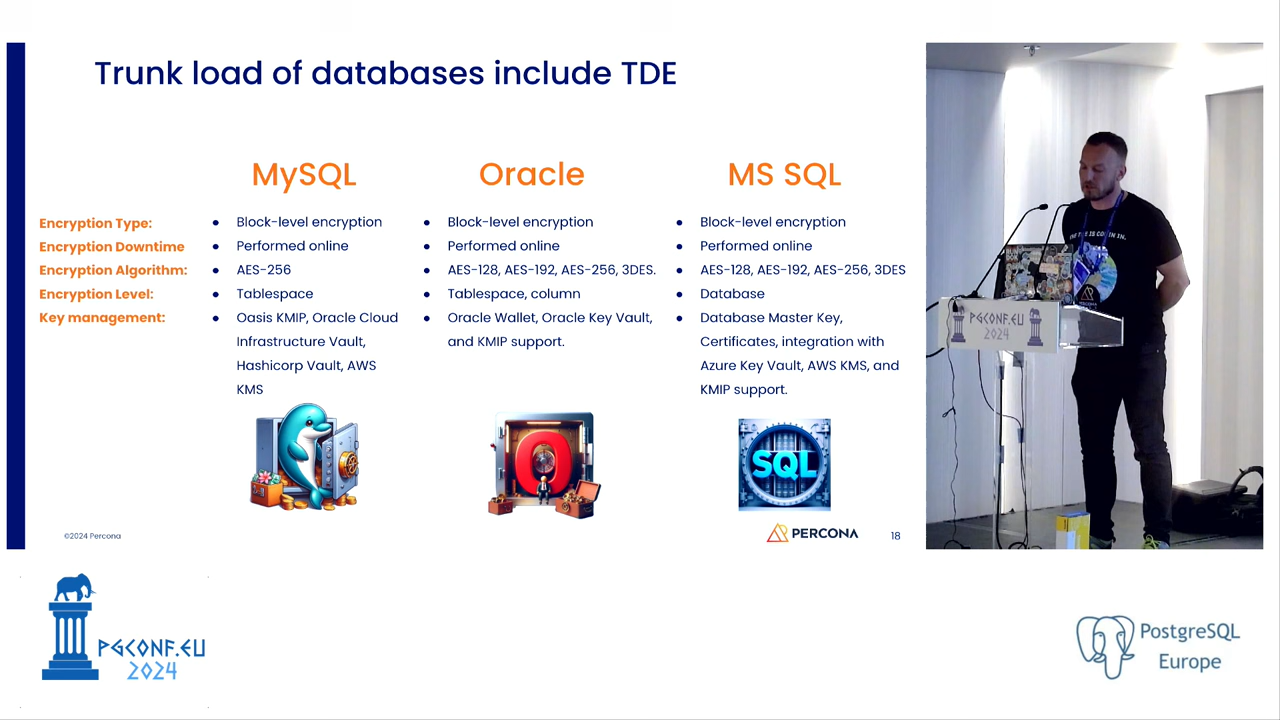 Trunk load of databases include TDE
MySQL
Oracle
MS SQL
Encryption Type:
Encryption Downtime
Encryption Algorithm:
Encryption Level:
Key management:
Block-level encryption
Performed online
AES-256
Tablespace
Oasis KMIP, Oracle Cloud
Infrastructure Vault,
Hashicorp Vault, AWS
KMS
Block-level encryption
Performed online
AES-128, AES-192, AES-256, 3DES.
Tablespace, column
Oracle Wallet, Oracle Key Vault,
and KMIP support.
Block-level encryption
Performed online
AES-128, AES-192, AES-256, 3DES
Database
Database Master Key,
Certificates, integration with
Azure Key Vault, AWS KMS, and
KMIP support.
O
SQL
©2024 Percona
PERCONA
18
PGCONF.EU
2024
PERCONA
PGCONF.EU
2024
PostgreSQL
Europe